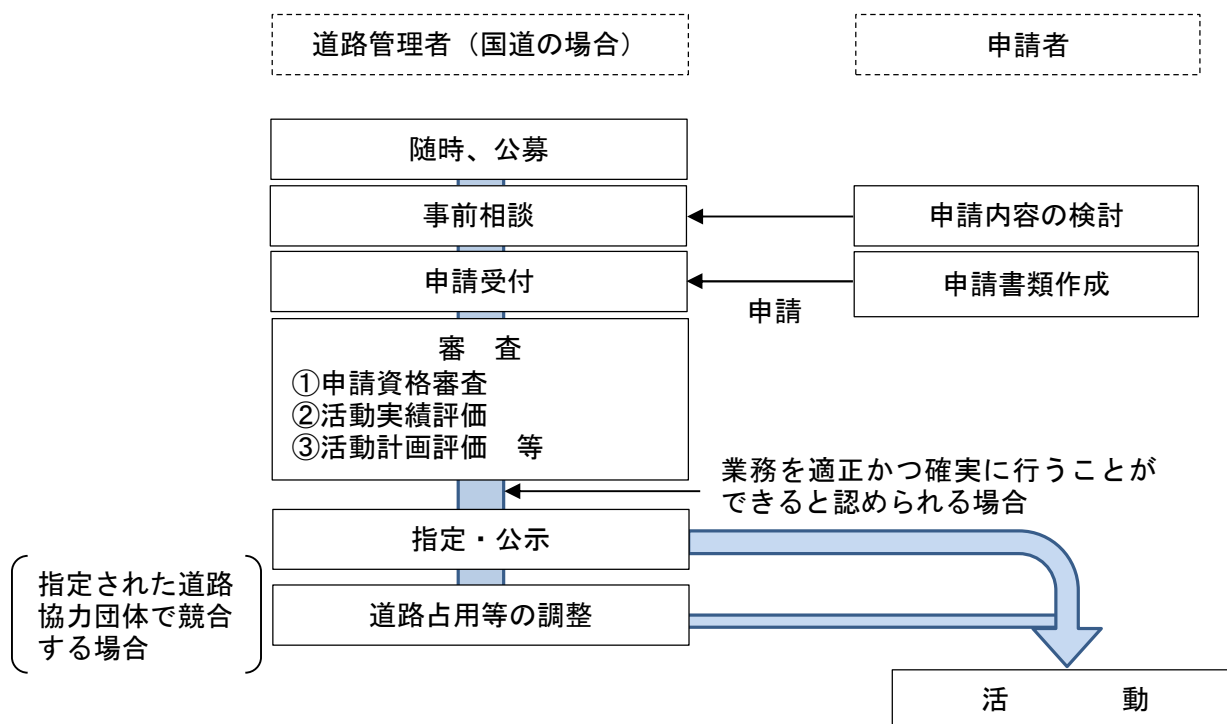 道路管理者（国道の場合）
申請者
随時、公募
事前相談
申請内容の検討
申請受付
申請書類作成
申請
審　査
①申請資格審査
②活動実績評価
③活動計画評価　等
業務を適正かつ確実に行うことが
できると認められる場合
指定・公示
指定された道路
協力団体で競合
する場合
道路占用等の調整
活　　　動